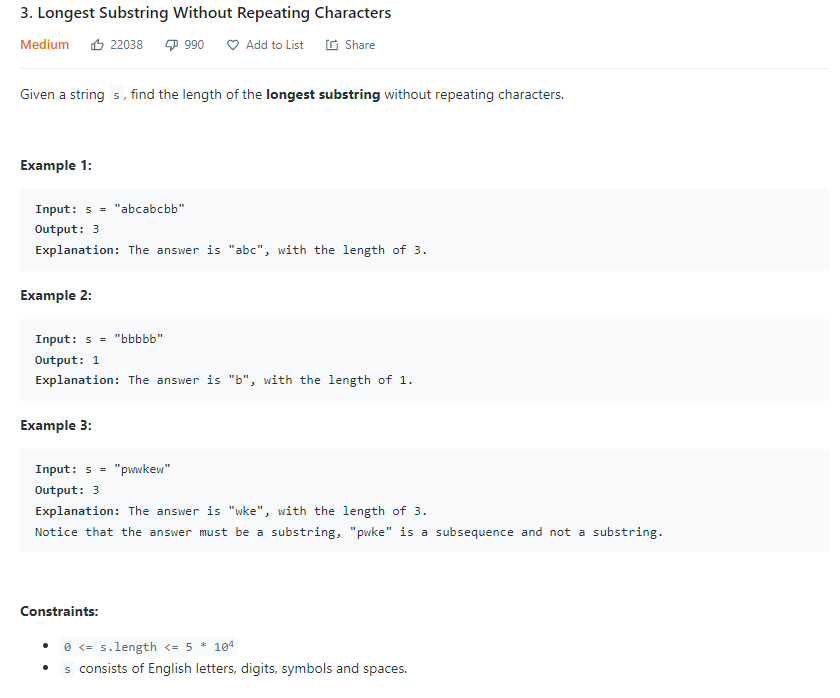 3. Longest Substring Without Repeating Characters
Medium 22038 990 Add to List Share
Given a string s, find the length of the longest substring without repeating characters.
Example 1:
Input: s = "abcabcbb"
Output: 3
Explanation: The answer is "abc", with the length of 3.
Example 2:
Input: s = "bbbbb"
Output: 1
Explanation: The answer is "b", with the length of 1.
Example 3:
Input: s = "pwwkew"
Output: 3
Explanation: The answer is "wke", with the length of 3.
Notice that the answer must be a substring, "pwke" is a subsequence and not a substring.
Constraints:
• 0 <= s.length <= 5 * 10⁴
• s consists of English letters, digits, symbols and spaces.